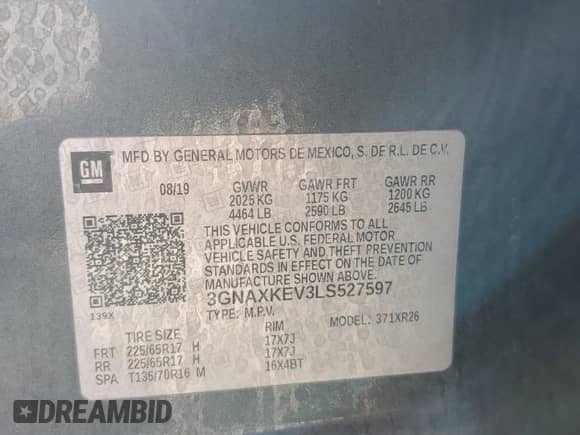 GM
MFD BY GENERAL MOTORS DE MEXICO, S. DE R.L. DE C.V.
08/19 GVWR GAWR FRT GAWR RR
2025 KG 1175 KG 1200 KG
4464 LB 2590 LB 2645 LB
THIS VEHICLE CONFORMS TO ALL
APPLICABLE U.S. FEDERAL MOTOR
VEHICLE SAFETY AND THEFT PREVENTION
STANDARDS IN EFFECT ON THE DATE OF
MANUFACTURE SHOWN ABOVE.
139X 3GNAXKEV3LS527597
TYPE: M.P.V. MODEL: 371XR26
TIRE SIZE RIM
FRT 225/65R17 H 17X7J
RR 225/65R17 H 17X7J
SPA T135/70R16 M 16X4BT
DREAMBID